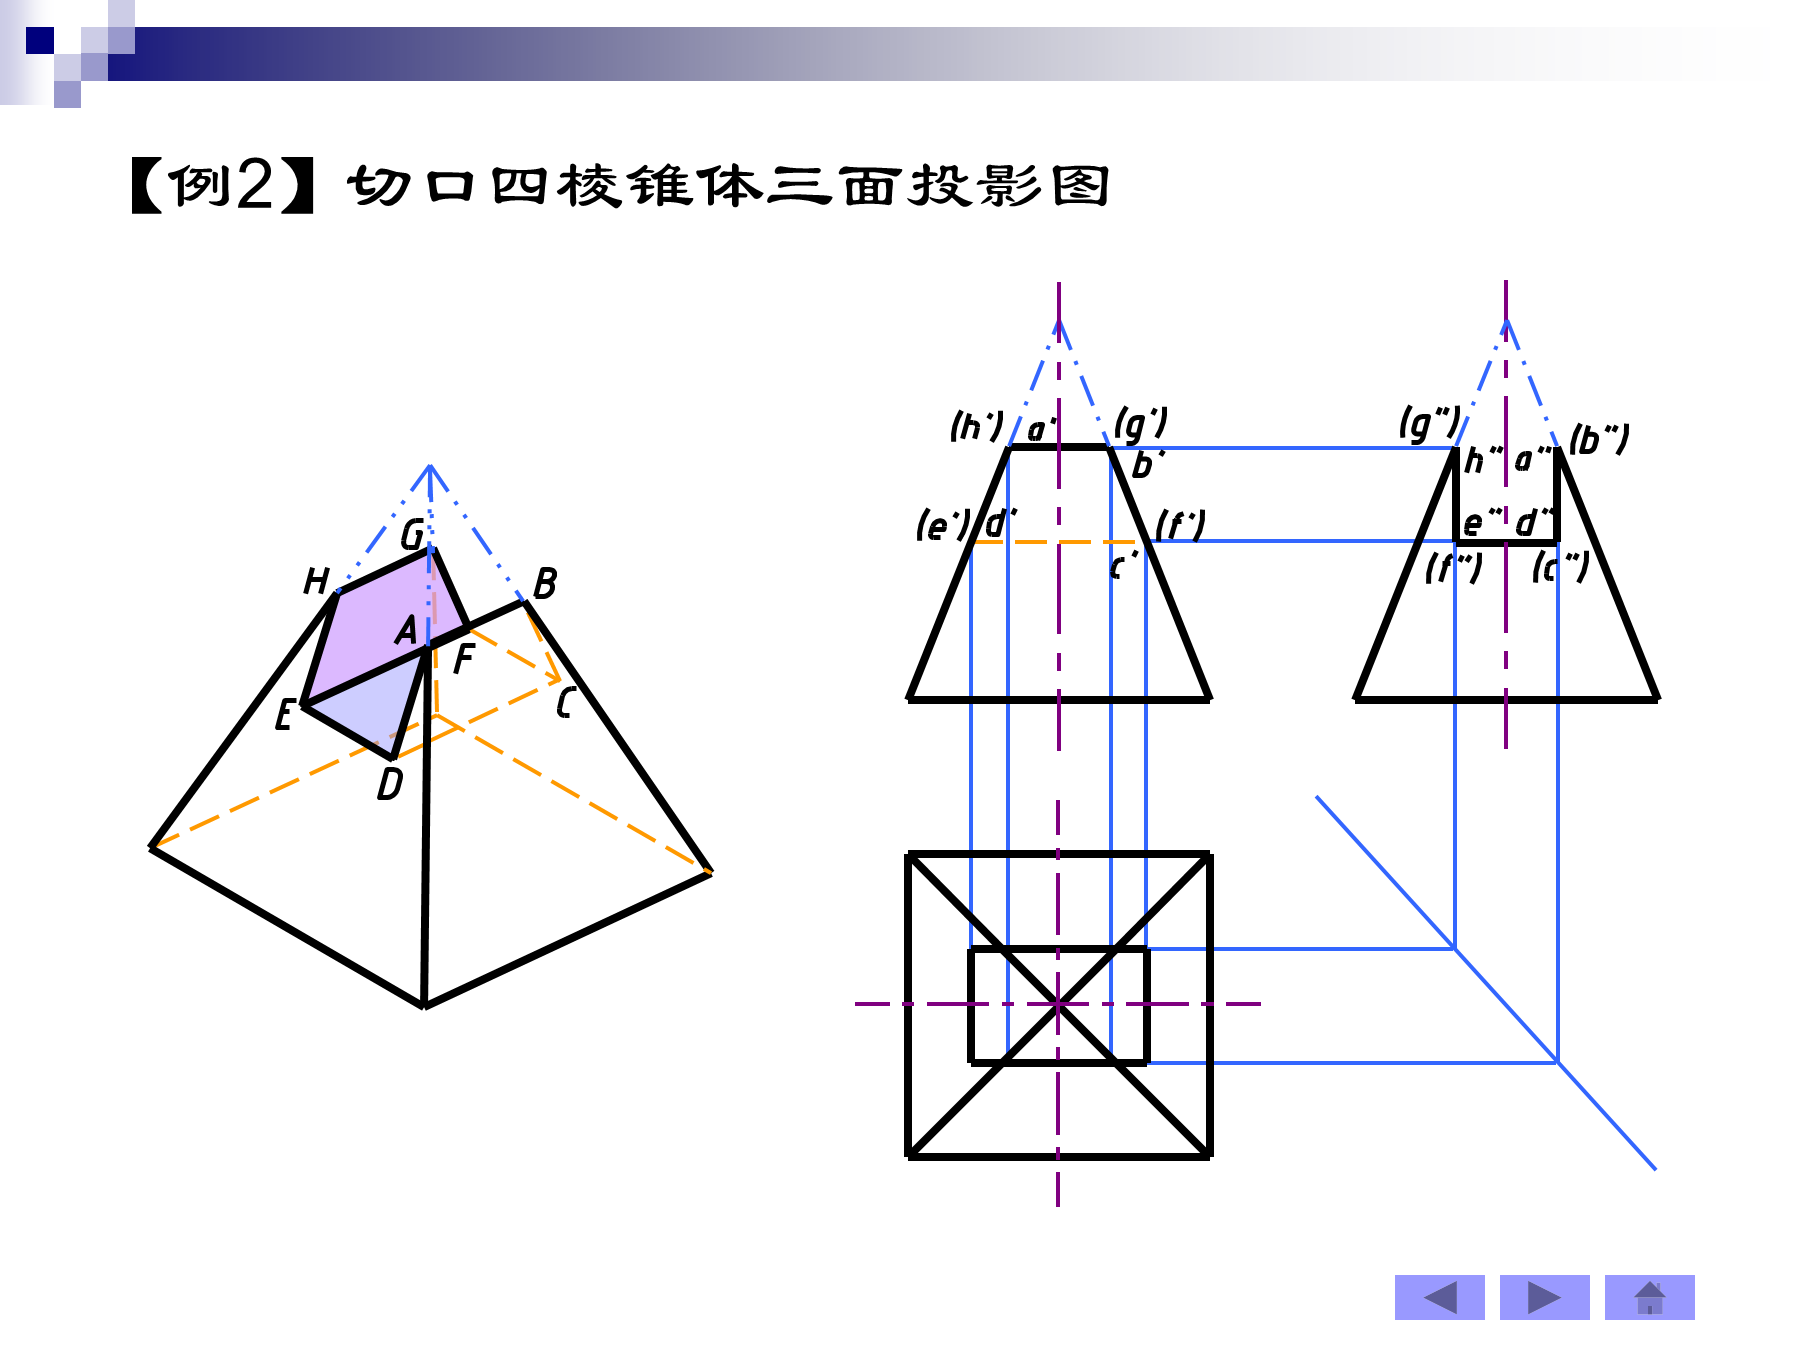 【例2】切口四棱锥体三面投影图
(h') a' (g')
b'
(e') d' (f')
c'
(g") h" a" (b")
e" d"
(f") (c")
G
H B
A F
E C
D